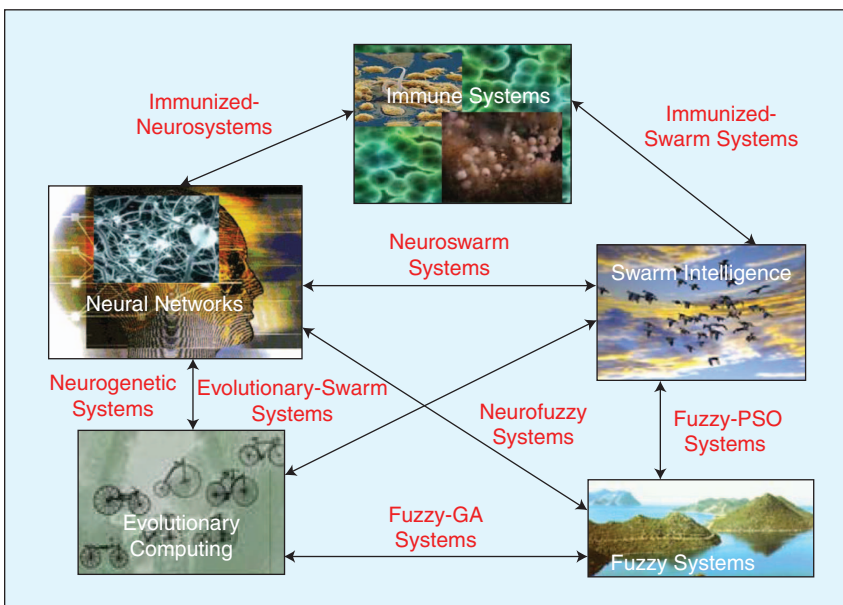 Immune Systems
Immunized-
Neurosystems
Immunized-
Swarm Systems
Neuroswarm
Systems
Swarm Intelligence
Neural Networks
Neurogenetic
Systems
Evolutionary-Swarm
Systems
Neurofuzzy
Systems
Fuzzy-PSO
Systems
Evolutionary
Computing
Fuzzy-GA
Systems
Fuzzy Systems